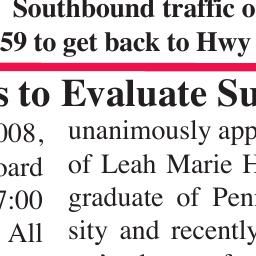 Southbound traffic o
59 to get back to Hwy
s to Evaluate Su
008,
oard
7:00
All
unanimously app
of Leah Marie H
graduate of Pen
sity and recently